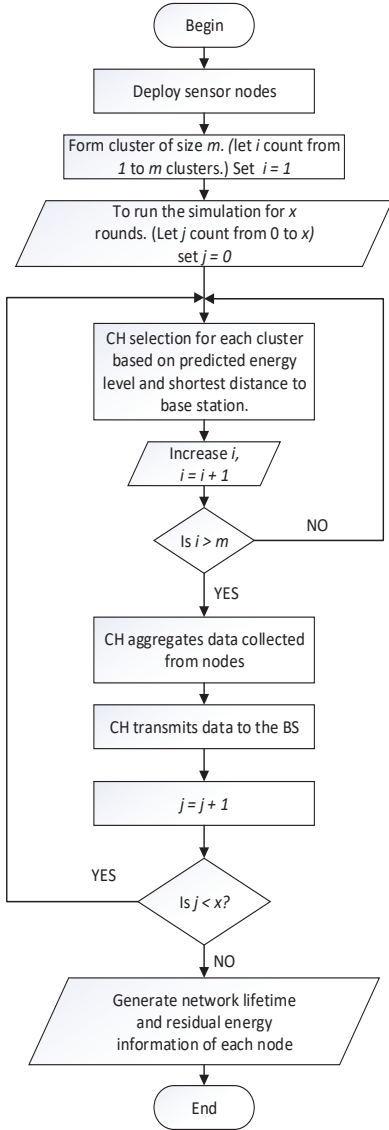 Begin
Deploy sensor nodes
Form cluster of size m. (let i count from
1 to m clusters.) Set i = 1
To run the simulation for x
rounds. (Let j count from 0 to x)
set j = 0
CH selection for each cluster
based on predicted energy
level and shortest distance to
base station.
Increase i,
i = i + 1
Is i > m
NO
YES
CH aggregates data collected
from nodes
CH transmits data to the BS
j = j + 1
YES
Is j < x?
NO
Generate network lifetime
and residual energy
information of each node
End